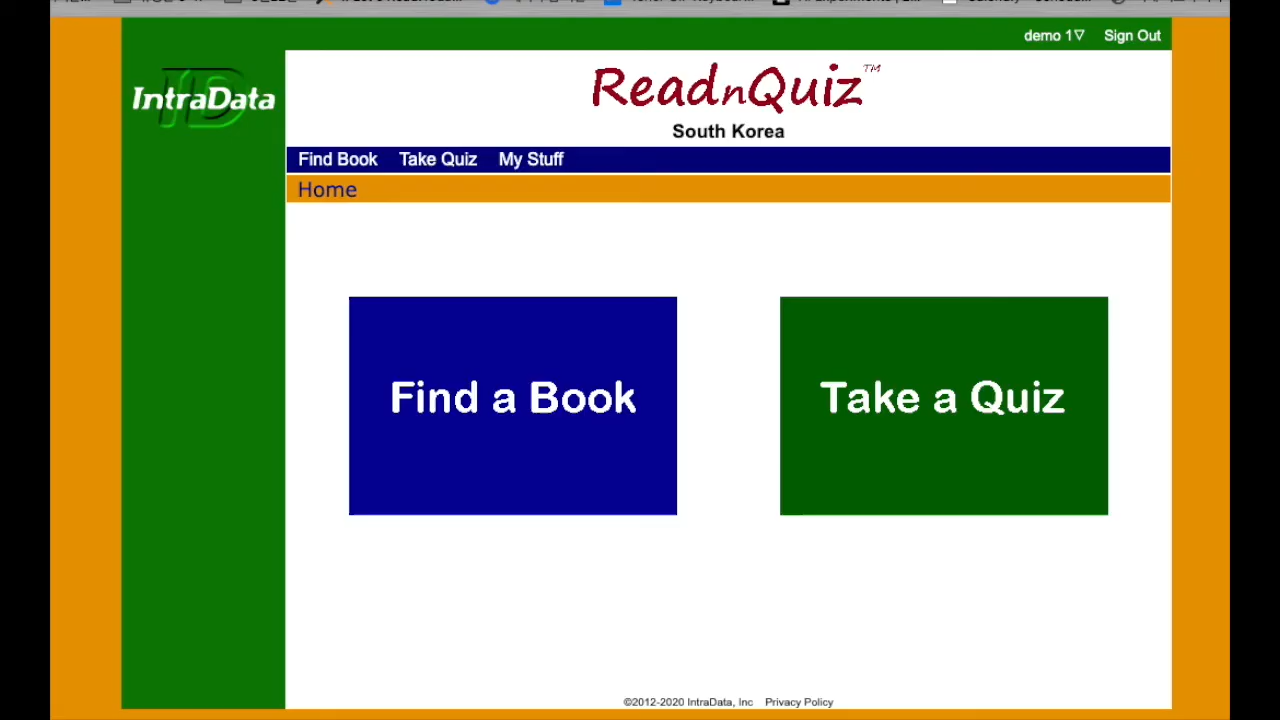 demo 1▽ Sign Out
IntraData
ReadnQuiz™
South Korea
Find Book Take Quiz My Stuff
Home
Find a Book
Take a Quiz
©2012-2020 IntraData, Inc Privacy Policy